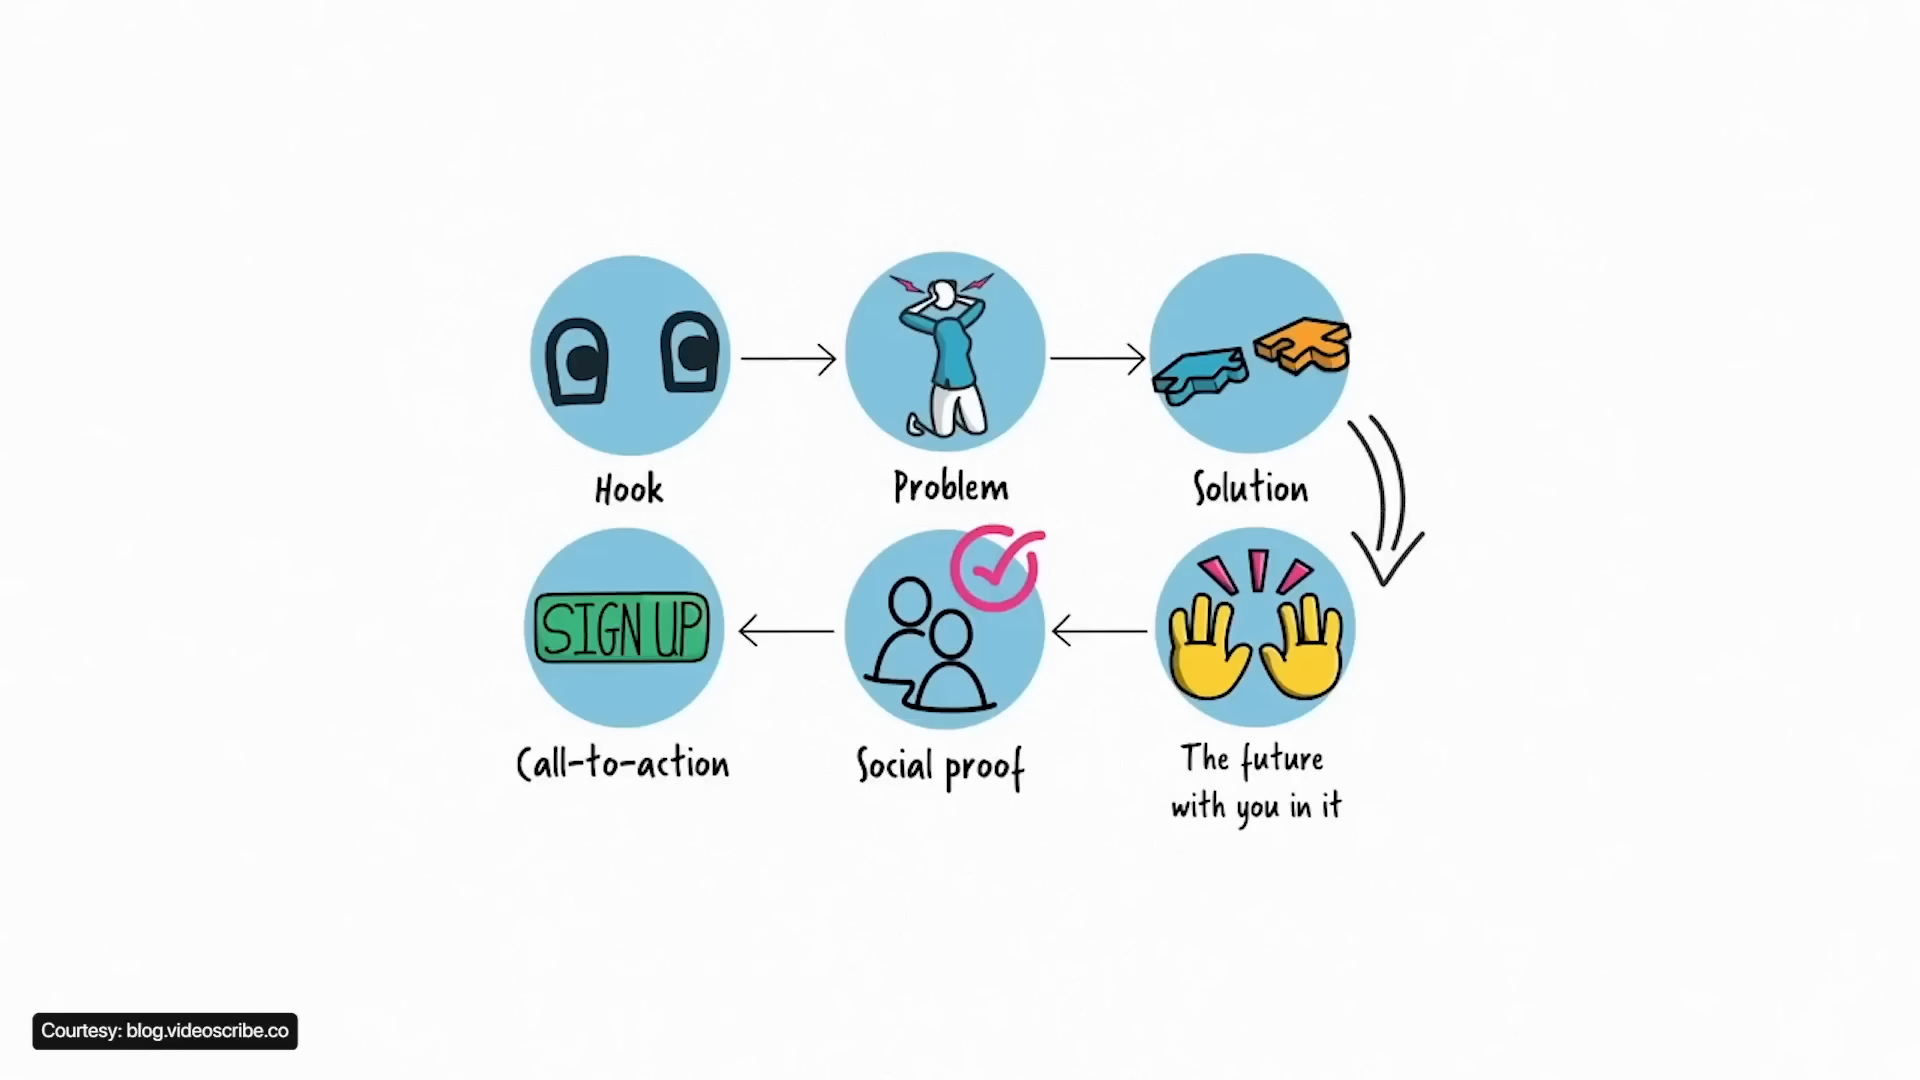 Hook
Problem
Solution
SIGN UP
Call-to-action
Social proof
The future
with you in it
Courtesy: blog.videoscribe.co